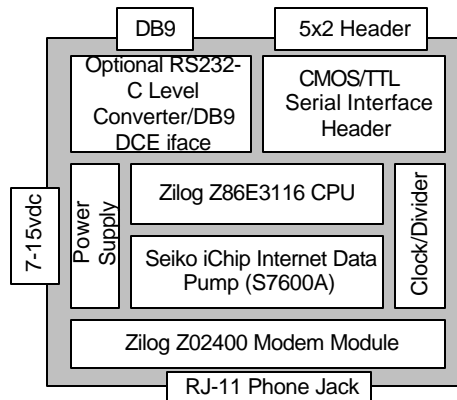 DB9
5x2 Header
Optional RS232-
C Level
Converter/DB9
DCE iface
CMOS/TTL
Serial Interface
Header
7-15vdc
Power
Supply
Zilog Z86E3116 CPU
Seiko iChip Internet Data
Pump (S7600A)
Clock/Divider
Zilog Z02400 Modem Module
RJ-11 Phone Jack